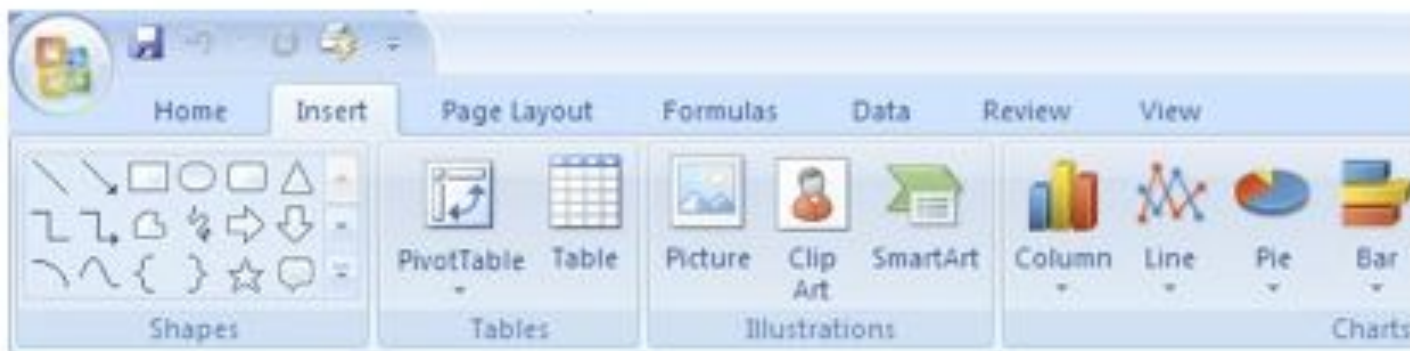 Home Insert Page Layout Formulas Data Review View
PivotTable Table Picture Clip Art SmartArt Column Line Pie Bar
Shapes Tables Illustrations Charts